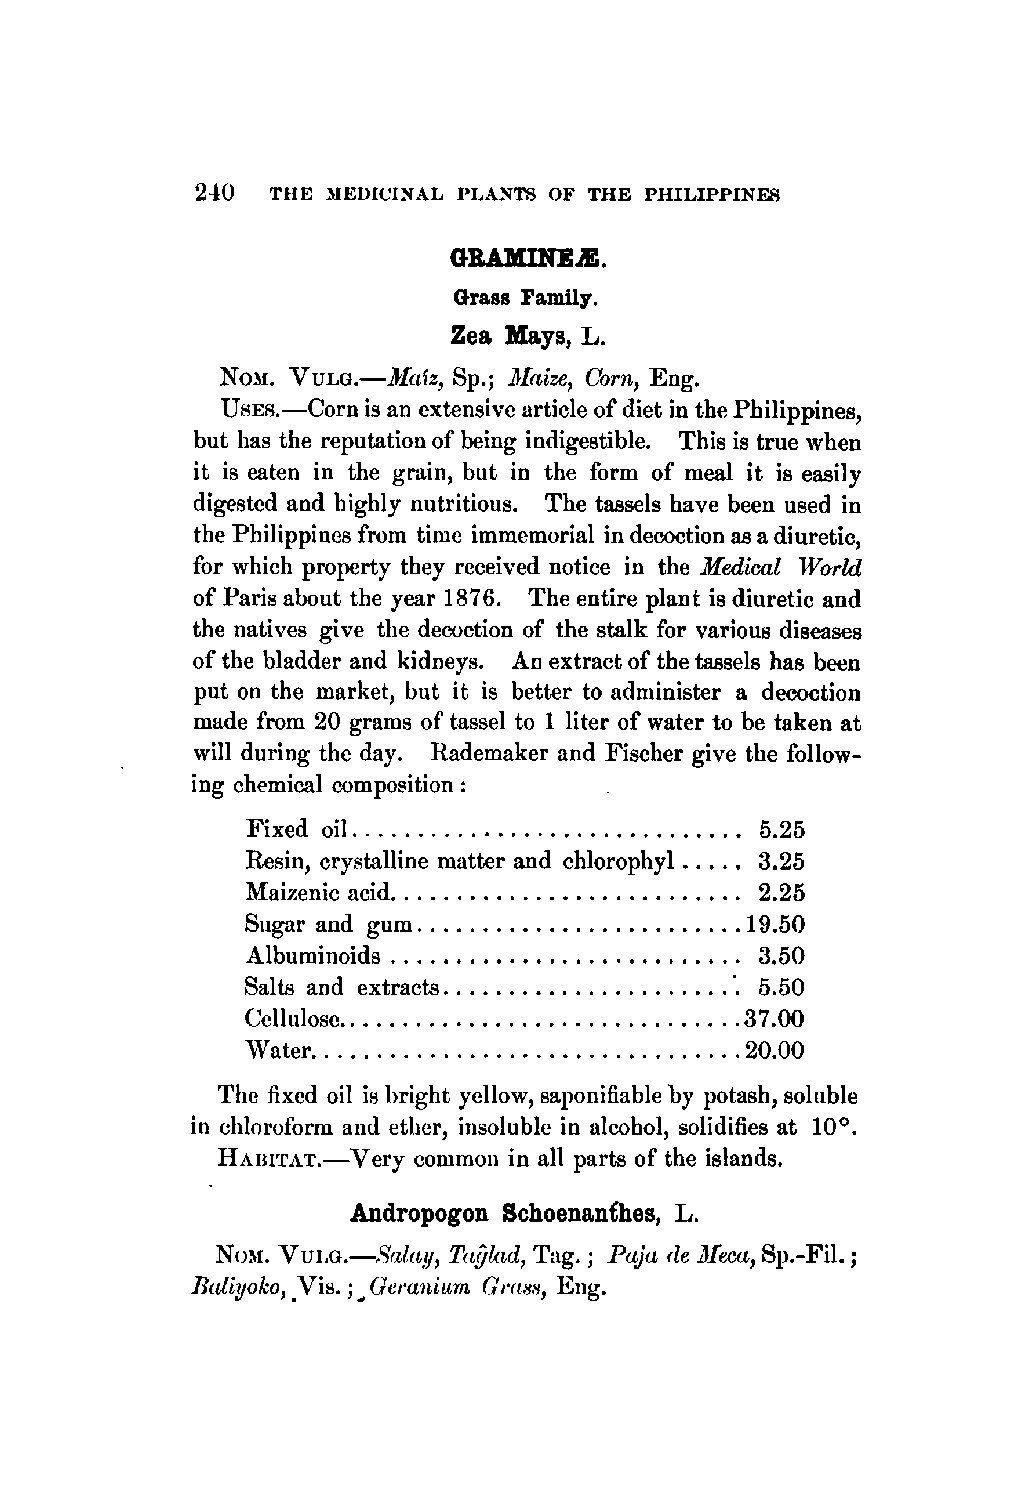 240 THE MEDICINAL PLANTS OF THE PHILIPPINES
GRAMINEÆ.
Grass Family.
Zea Mays, L.
NOM. VULG.—Maíz, Sp.; Maize, Corn, Eng.
USES.—Corn is an extensive article of diet in the Philippines,
but has the reputation of being indigestible. This is true when
it is eaten in the grain, but in the form of meal it is easily
digested and highly nutritious. The tassels have been used in
the Philippines from time immemorial in decoction as a diuretic,
for which property they received notice in the Medical World
of Paris about the year 1876. The entire plant is diuretic and
the natives give the decoction of the stalk for various diseases
of the bladder and kidneys. An extract of the tassels has been
put on the market, but it is better to administer a decoction
made from 20 grams of tassel to 1 liter of water to be taken at
will during the day. Rademaker and Fischer give the follow-
ing chemical composition :
Fixed oil.............................. 5.25
Resin, crystalline matter and chlorophyl ..... 3.25
Maizenic acid........................... 2.25
Sugar and gum.........................19.50
Albuminoids ........................... 3.50
Salts and extracts....................... 5.50
Cellulose...............................37.00
Water.................................20.00
The fixed oil is bright yellow, saponifiable by potash, soluble
in chloroform and ether, insoluble in alcohol, solidifies at 10°.
HABITAT.—Very common in all parts of the islands.
Andropogon Schoenanthes, L.
NOM. VULG.—Salay, Tag̃lad, Tag. ; Paja de Meca, Sp.-Fil. ;
Baliyoko, Vis. ; Geranium Grass, Eng.